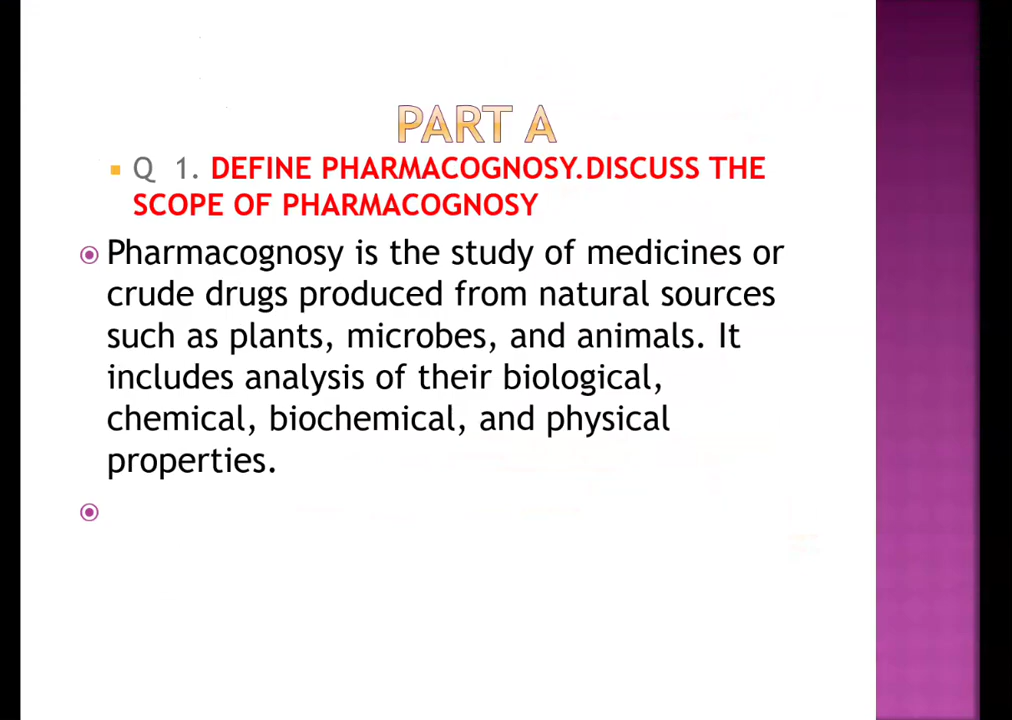 PART A
Q 1. DEFINE PHARMACOGNOSY.DISCUSS THE
SCOPE OF PHARMACOGNOSY
Pharmacognosy is the study of medicines or
crude drugs produced from natural sources
such as plants, microbes, and animals. It
includes analysis of their biological,
chemical, biochemical, and physical
properties.